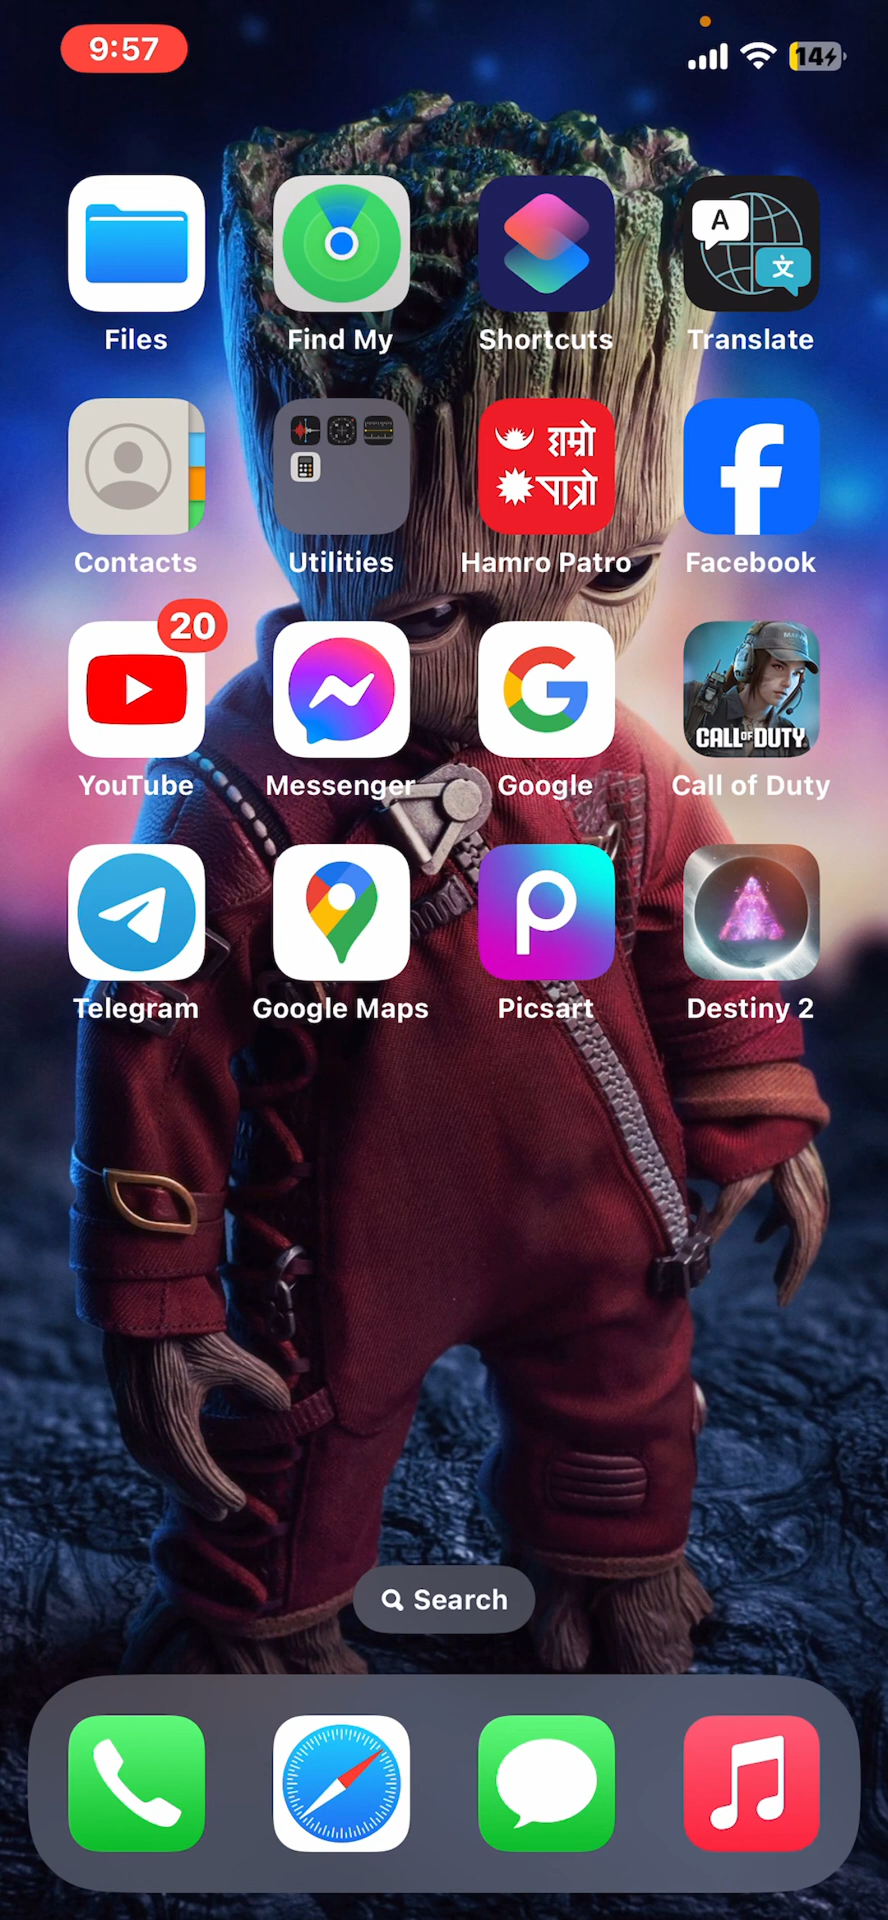 9:57
14
A
文
Files
Find My
Shortcuts
Translate
हाम्रो
पात्रो
Contacts
Utilities
Hamro Patro
Facebook
20
CALL OF DUTY
YouTube
Messenger
Google
Call of Duty
Telegram
Google Maps
Picsart
Destiny 2
Search